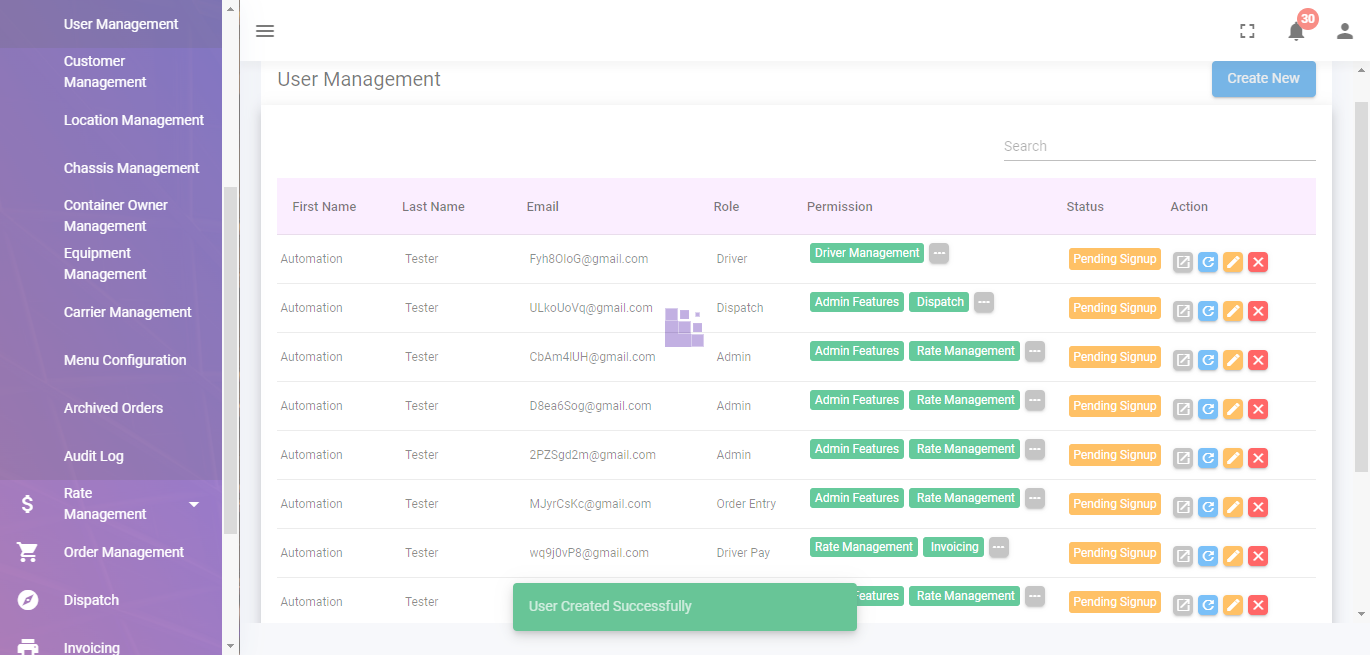 User Management
Customer
Management
Location Management
Chassis Management
Container Owner
Management
Equipment
Management
Carrier Management
Menu Configuration
Archived Orders
Audit Log
Rate
Management
Order Management
Dispatch
Invoicing
30
User Management
Create New
Search
First Name Last Name Email Role Permission Status Action
Automation Tester Fyh8OloG@gmail.com Driver Driver Management --- Pending Signup
Automation Tester ULkoUoVq@gmail.com Dispatch Admin Features Dispatch --- Pending Signup
Automation Tester CbAm4lUH@gmail.com Admin Admin Features Rate Management --- Pending Signup
Automation Tester D8ea6Sog@gmail.com Admin Admin Features Rate Management --- Pending Signup
Automation Tester 2PZSgd2m@gmail.com Admin Admin Features Rate Management --- Pending Signup
Automation Tester MJyrCsKc@gmail.com Order Entry Admin Features Rate Management --- Pending Signup
Automation Tester wq9j0vP8@gmail.com Driver Pay Rate Management Invoicing --- Pending Signup
Automation Tester Features Rate Management --- Pending Signup
User Created Successfully